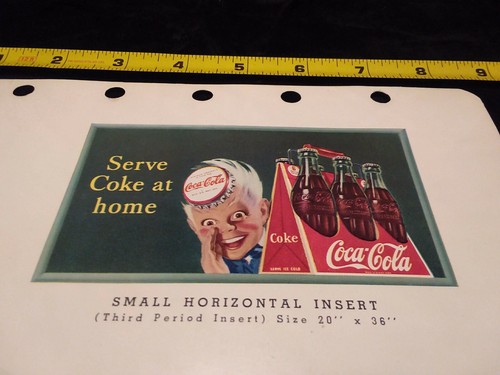 1 2 3 4 5 6 7 8 9
Serve
Coke at
home
Coca-Cola
Coke
Coca-Cola
SMALL HORIZONTAL INSERT
(Third Period Insert) Size 20" x 36"